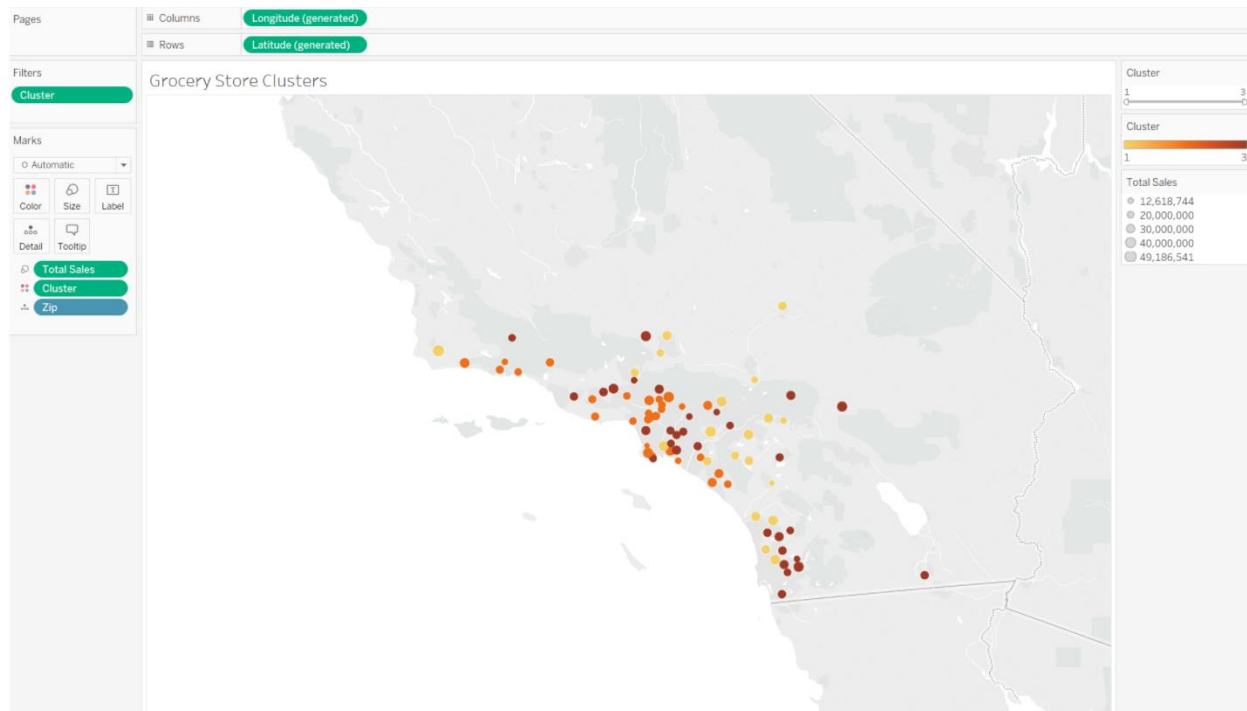 Pages
Columns
Longitude (generated)
Rows
Latitude (generated)
Filters
Cluster
Marks
Automatic
Color
Size
Label
Detail
Tooltip
Total Sales
Cluster
Zip
Grocery Store Clusters
Cluster
1 3
Cluster
1 3
Total Sales
12,618,744
20,000,000
30,000,000
40,000,000
49,186,541